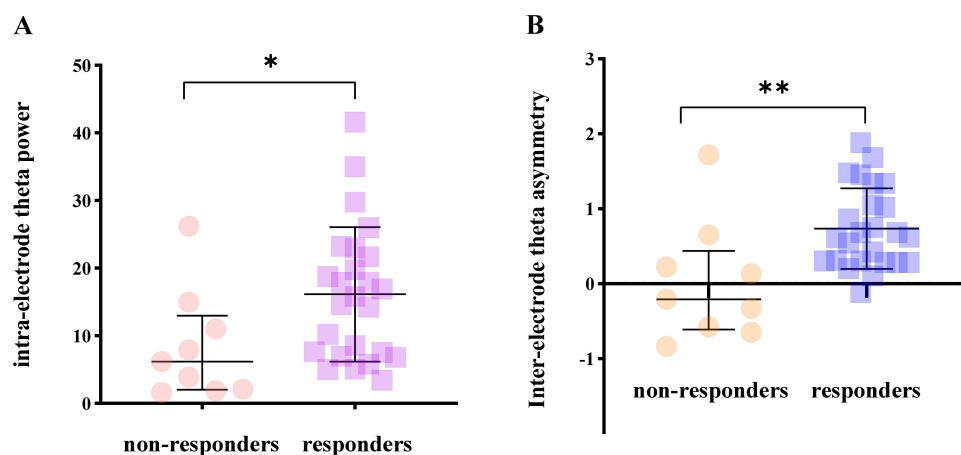 A
intra-electrode theta power
50
40
30
20
10
0
*
non-responders responders
B
Inter-electrode theta asymmetry
3
2
1
0
-1
**
non-responders responders